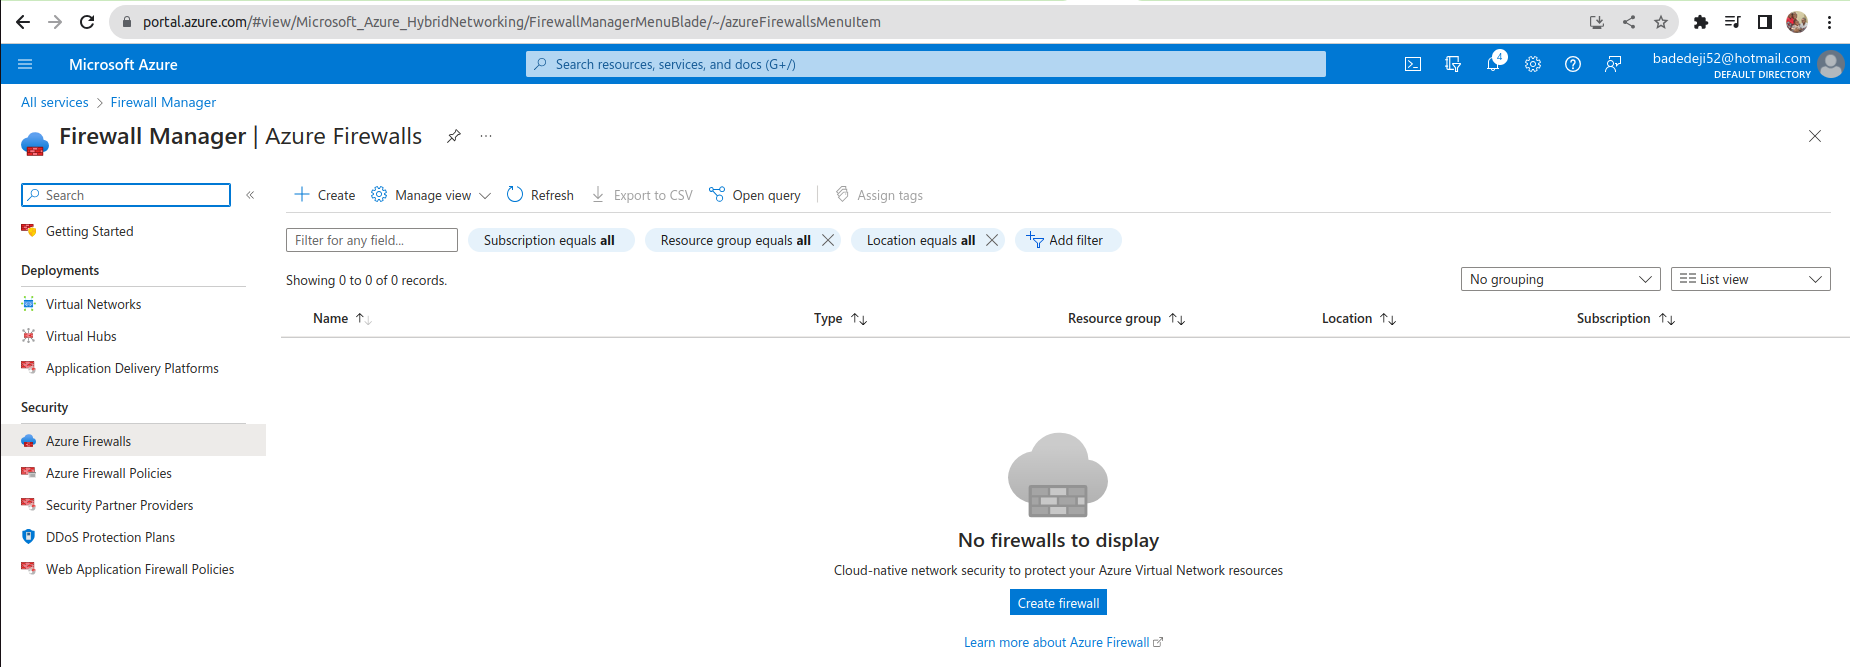 portal.azure.com/#view/Microsoft_Azure_HybridNetworking/FirewallManagerMenuBlade/~/azureFirewallsMenuItem
Microsoft Azure
Search resources, services, and docs (G+/)
4
badedeji52@hotmail.com
DEFAULT DIRECTORY
All services > Firewall Manager
Firewall Manager | Azure Firewalls
Search
Getting Started
Deployments
Virtual Networks
Virtual Hubs
Application Delivery Platforms
Security
Azure Firewalls
Azure Firewall Policies
Security Partner Providers
DDoS Protection Plans
Web Application Firewall Policies
Create Manage view Refresh Export to CSV Open query Assign tags
Filter for any field... Subscription equals all Resource group equals all Location equals all Add filter
Showing 0 to 0 of 0 records. No grouping List view
Name Type Resource group Location Subscription
No firewalls to display
Cloud-native network security to protect your Azure Virtual Network resources
Create firewall
Learn more about Azure Firewall